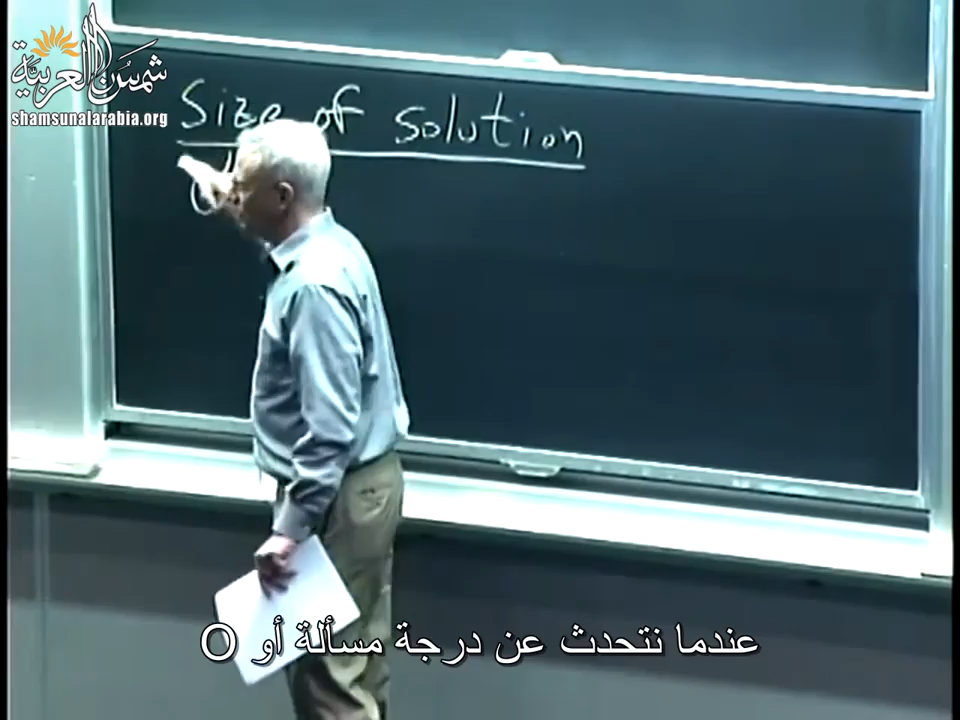 شمس العربية
shamsunalarabia.org
Size of solution
عندما نتحدث عن درجة مسألة أو O